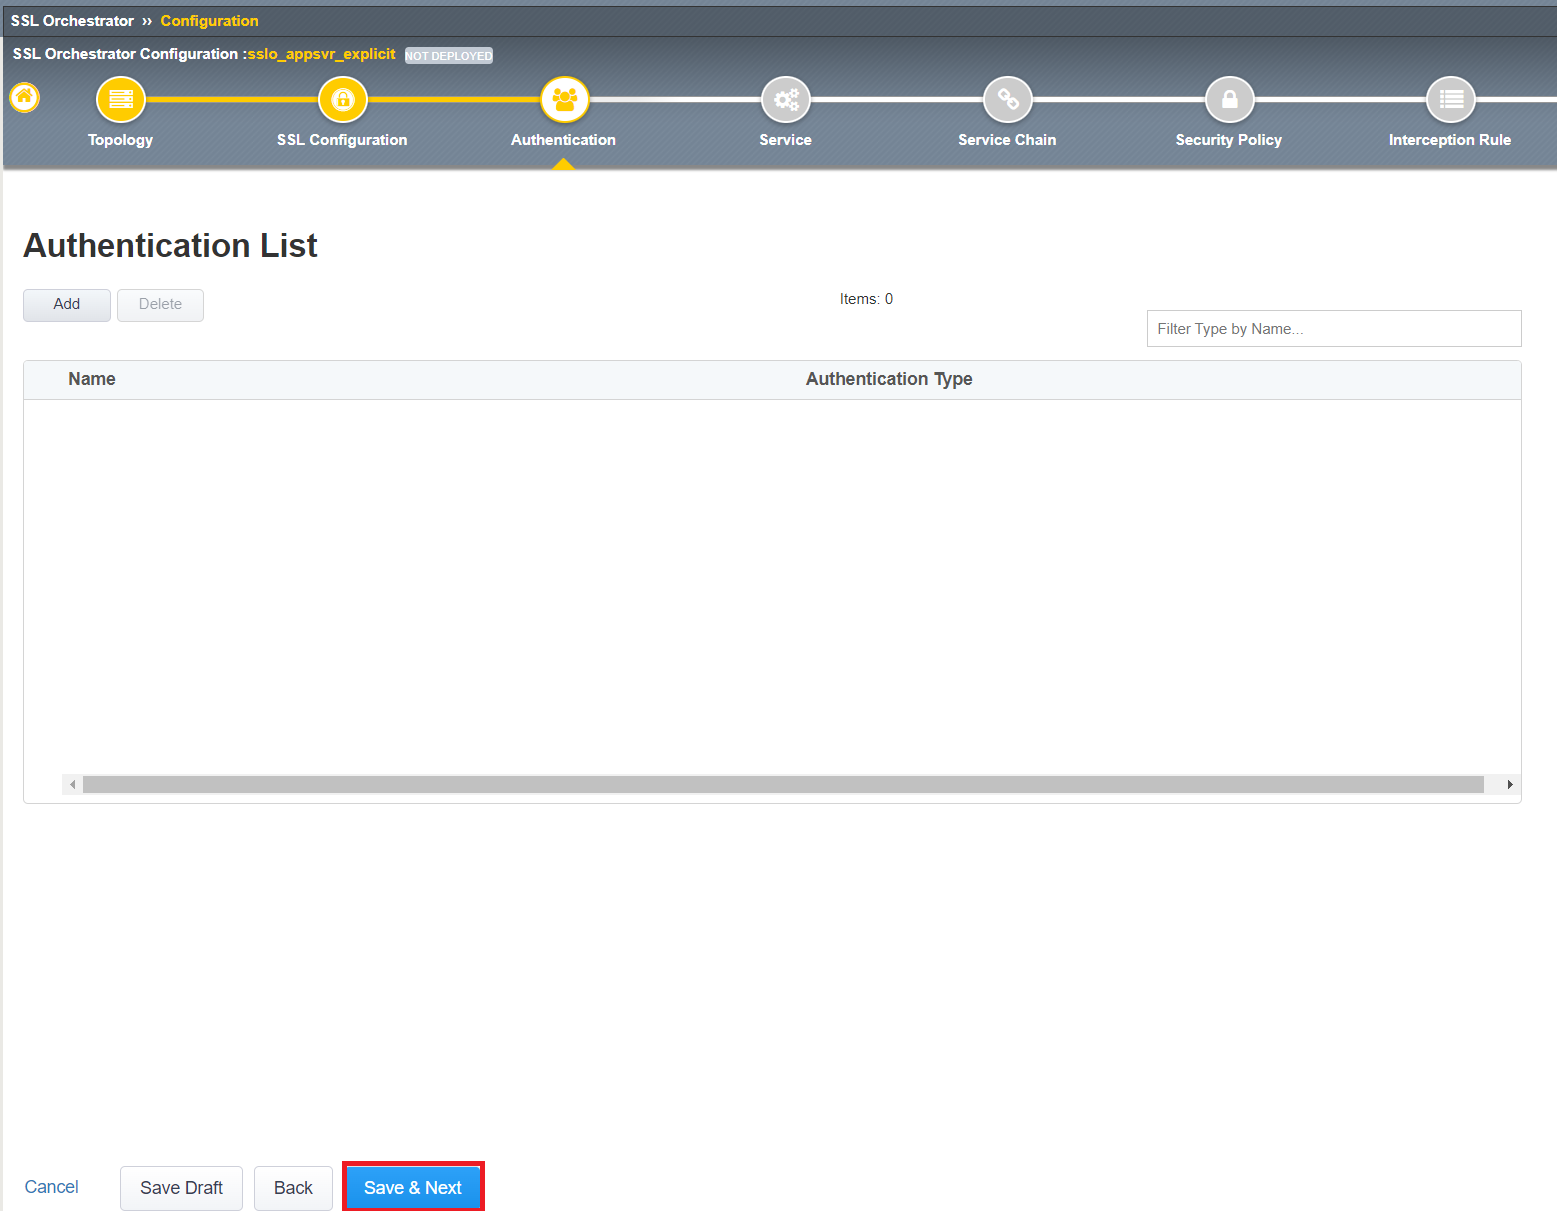 SSL Orchestrator ›› Configuration
SSL Orchestrator Configuration :sslo_appsvr_explicit NOT DEPLOYED
Topology SSL Configuration Authentication Service Service Chain Security Policy Interception Rule
Authentication List
Add Delete Items: 0
Filter Type by Name...
Name Authentication Type
Cancel Save Draft Back Save & Next